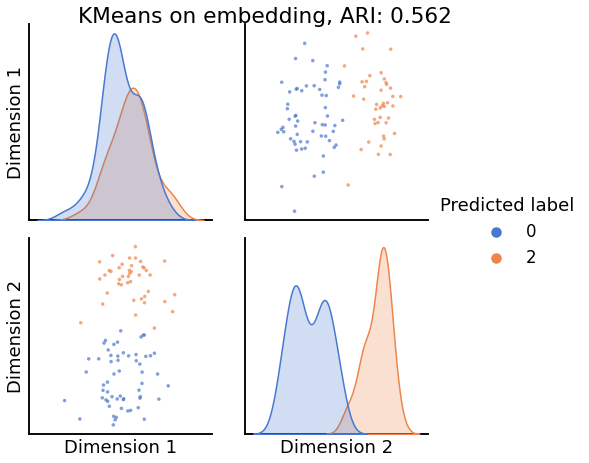 KMeans on embedding, ARI: 0.562
Dimension 1
Predicted label
0
2
Dimension 2
Dimension 1
Dimension 2